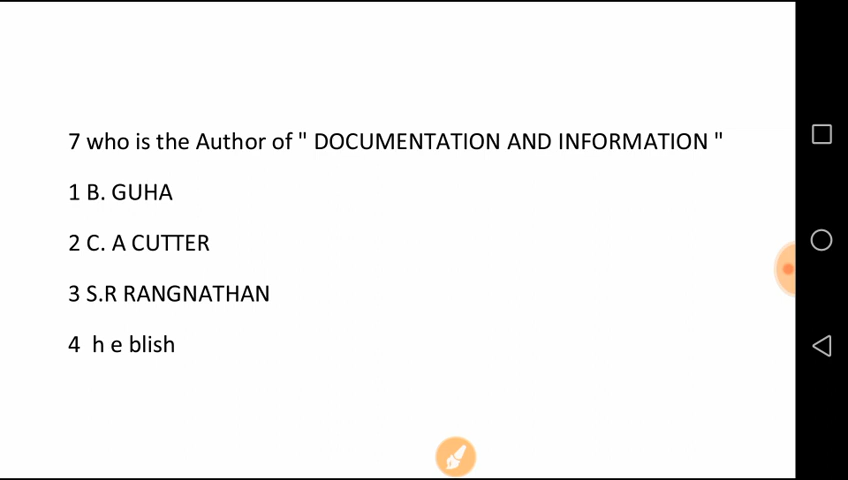 7 who is the Author of " DOCUMENTATION AND INFORMATION "
1 B. GUHA
2 C. A CUTTER
3 S.R RANGNATHAN
4 h e blish